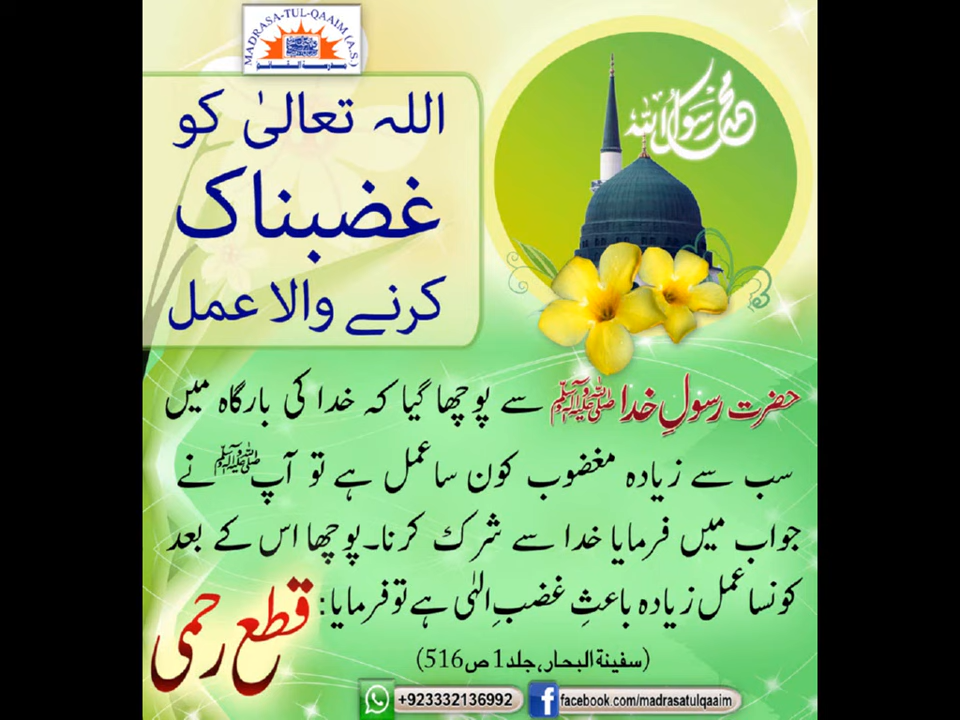 MADRASA-TUL-QAAIM (A.S)
مدرسة القائم
محمد رسول الله
اللہ تعالیٰ کو
غضبناک
کرنے والا عمل
حضرت رسولِ خدا ﷺ سے پوچھا گیا کہ خدا کی بارگاہ میں
سب سے زیادہ مغضوب کون سا عمل ہے تو آپ ﷺ نے
جواب میں فرمایا خدا سے شرک کرنا۔ پوچھا اس کے بعد
کونسا عمل زیادہ باعثِ غضبِ الٰہی ہے تو فرمایا:
قطع رحمی
(سفینۃ البحار، جلد 1 ص 516)
+923332136992
facebook.com/madrasatulqaaim